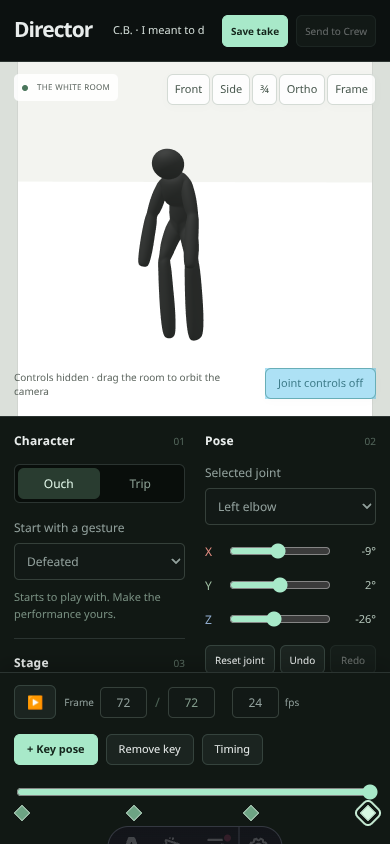 Director
C.B. · I meant to d
Save take
Send to Crew
THE WHITE ROOM
Front
Side
¾
Ortho
Frame
Controls hidden · drag the room to orbit the
camera
Joint controls off
Character
01
Ouch
Trip
Start with a gesture
Defeated
Starts to play with. Make the
performance yours.
Stage
03
Pose
02
Selected joint
Left elbow
X
-9°
Y
2°
Z
-26°
Reset joint
Undo
Redo
Frame
72
/
72
24
fps
+ Key pose
Remove key
Timing